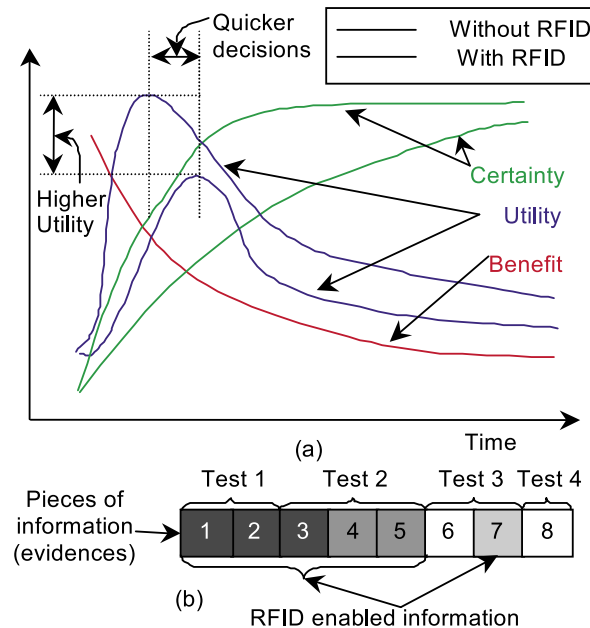 Quicker
decisions
Without RFID
With RFID
Higher
Utility
Certainty
Utility
Benefit
(a)
Time
Test 1 Test 2 Test 3 Test 4
Pieces of
information
(evidences)
1 2 3 4 5 6 7 8
(b)
RFID enabled information